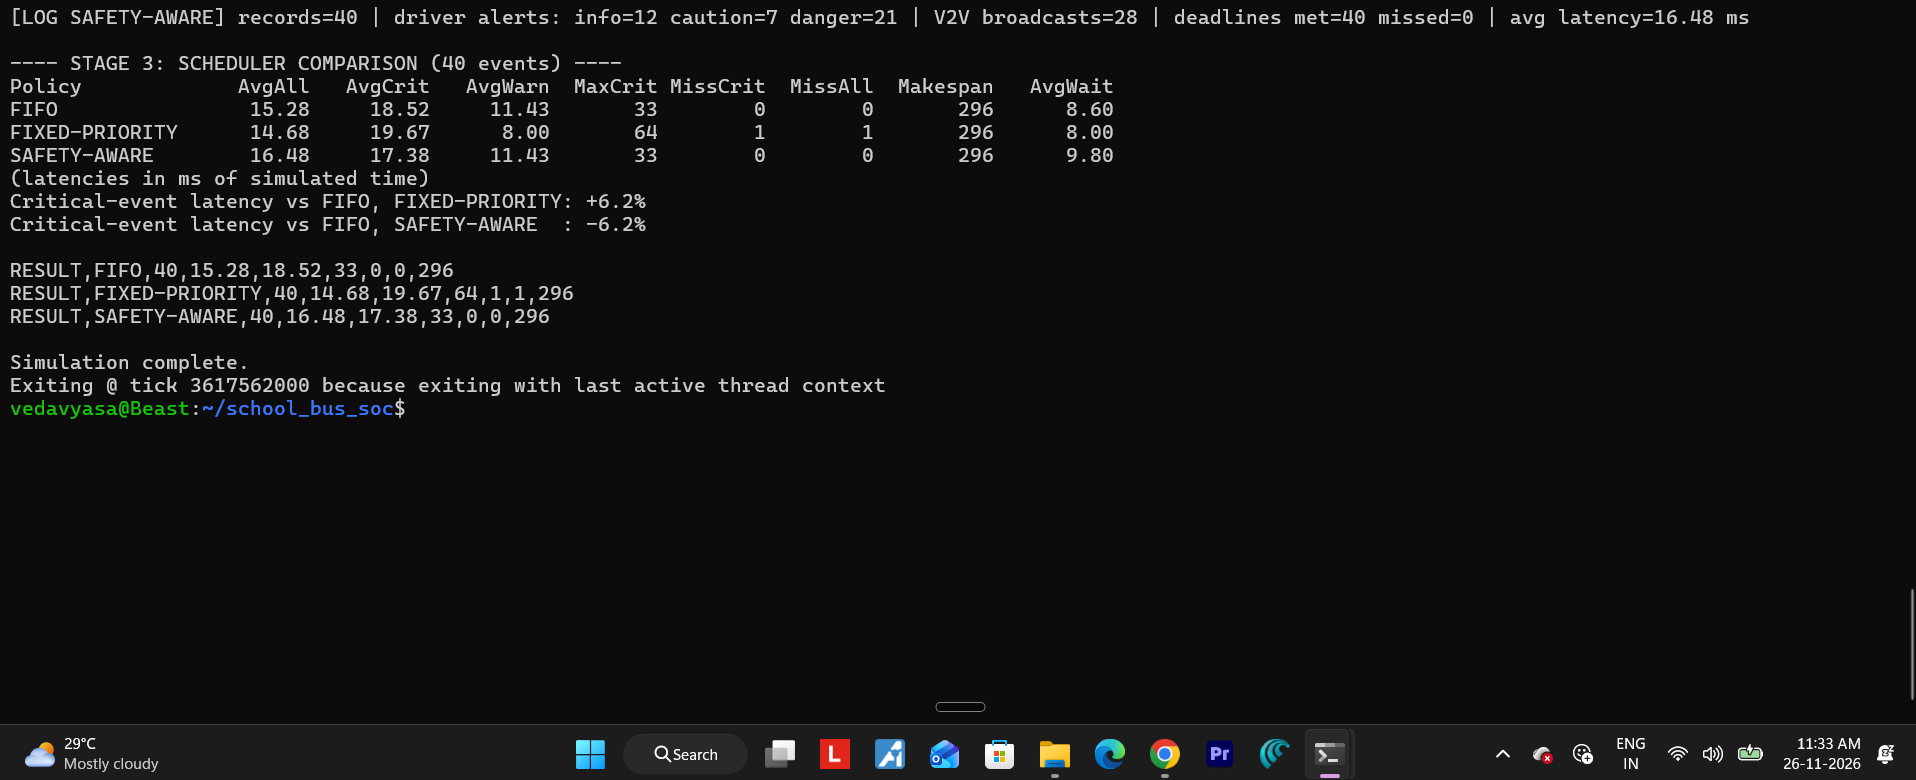 [LOG SAFETY-AWARE] records=40 | driver alerts: info=12 caution=7 danger=21 | V2V broadcasts=28 | deadlines met=40 missed=0 | avg latency=16.48 ms
---- STAGE 3: SCHEDULER COMPARISON (40 events) ----
Policy             AvgAll   AvgCrit   AvgWarn  MaxCrit MissCrit  MissAll  Makespan   AvgWait
FIFO                15.28     18.52     11.43       33        0        0       296      8.60
FIXED-PRIORITY      14.68     19.67      8.00       64        1        1       296      8.00
SAFETY-AWARE        16.48     17.38     11.43       33        0        0       296      9.80
(latencies in ms of simulated time)
Critical-event latency vs FIFO, FIXED-PRIORITY: +6.2%
Critical-event latency vs FIFO, SAFETY-AWARE  : -6.2%
RESULT,FIFO,40,15.28,18.52,33,0,0,296
RESULT,FIXED-PRIORITY,40,14.68,19.67,64,1,1,296
RESULT,SAFETY-AWARE,40,16.48,17.38,33,0,0,296
Simulation complete.
Exiting @ tick 3617562000 because exiting with last active thread context
vedavyasa@Beast:~/school_bus_soc$
29°C
Mostly cloudy
Search
L
Pr
ENG
IN
11:33 AM
26-11-2026